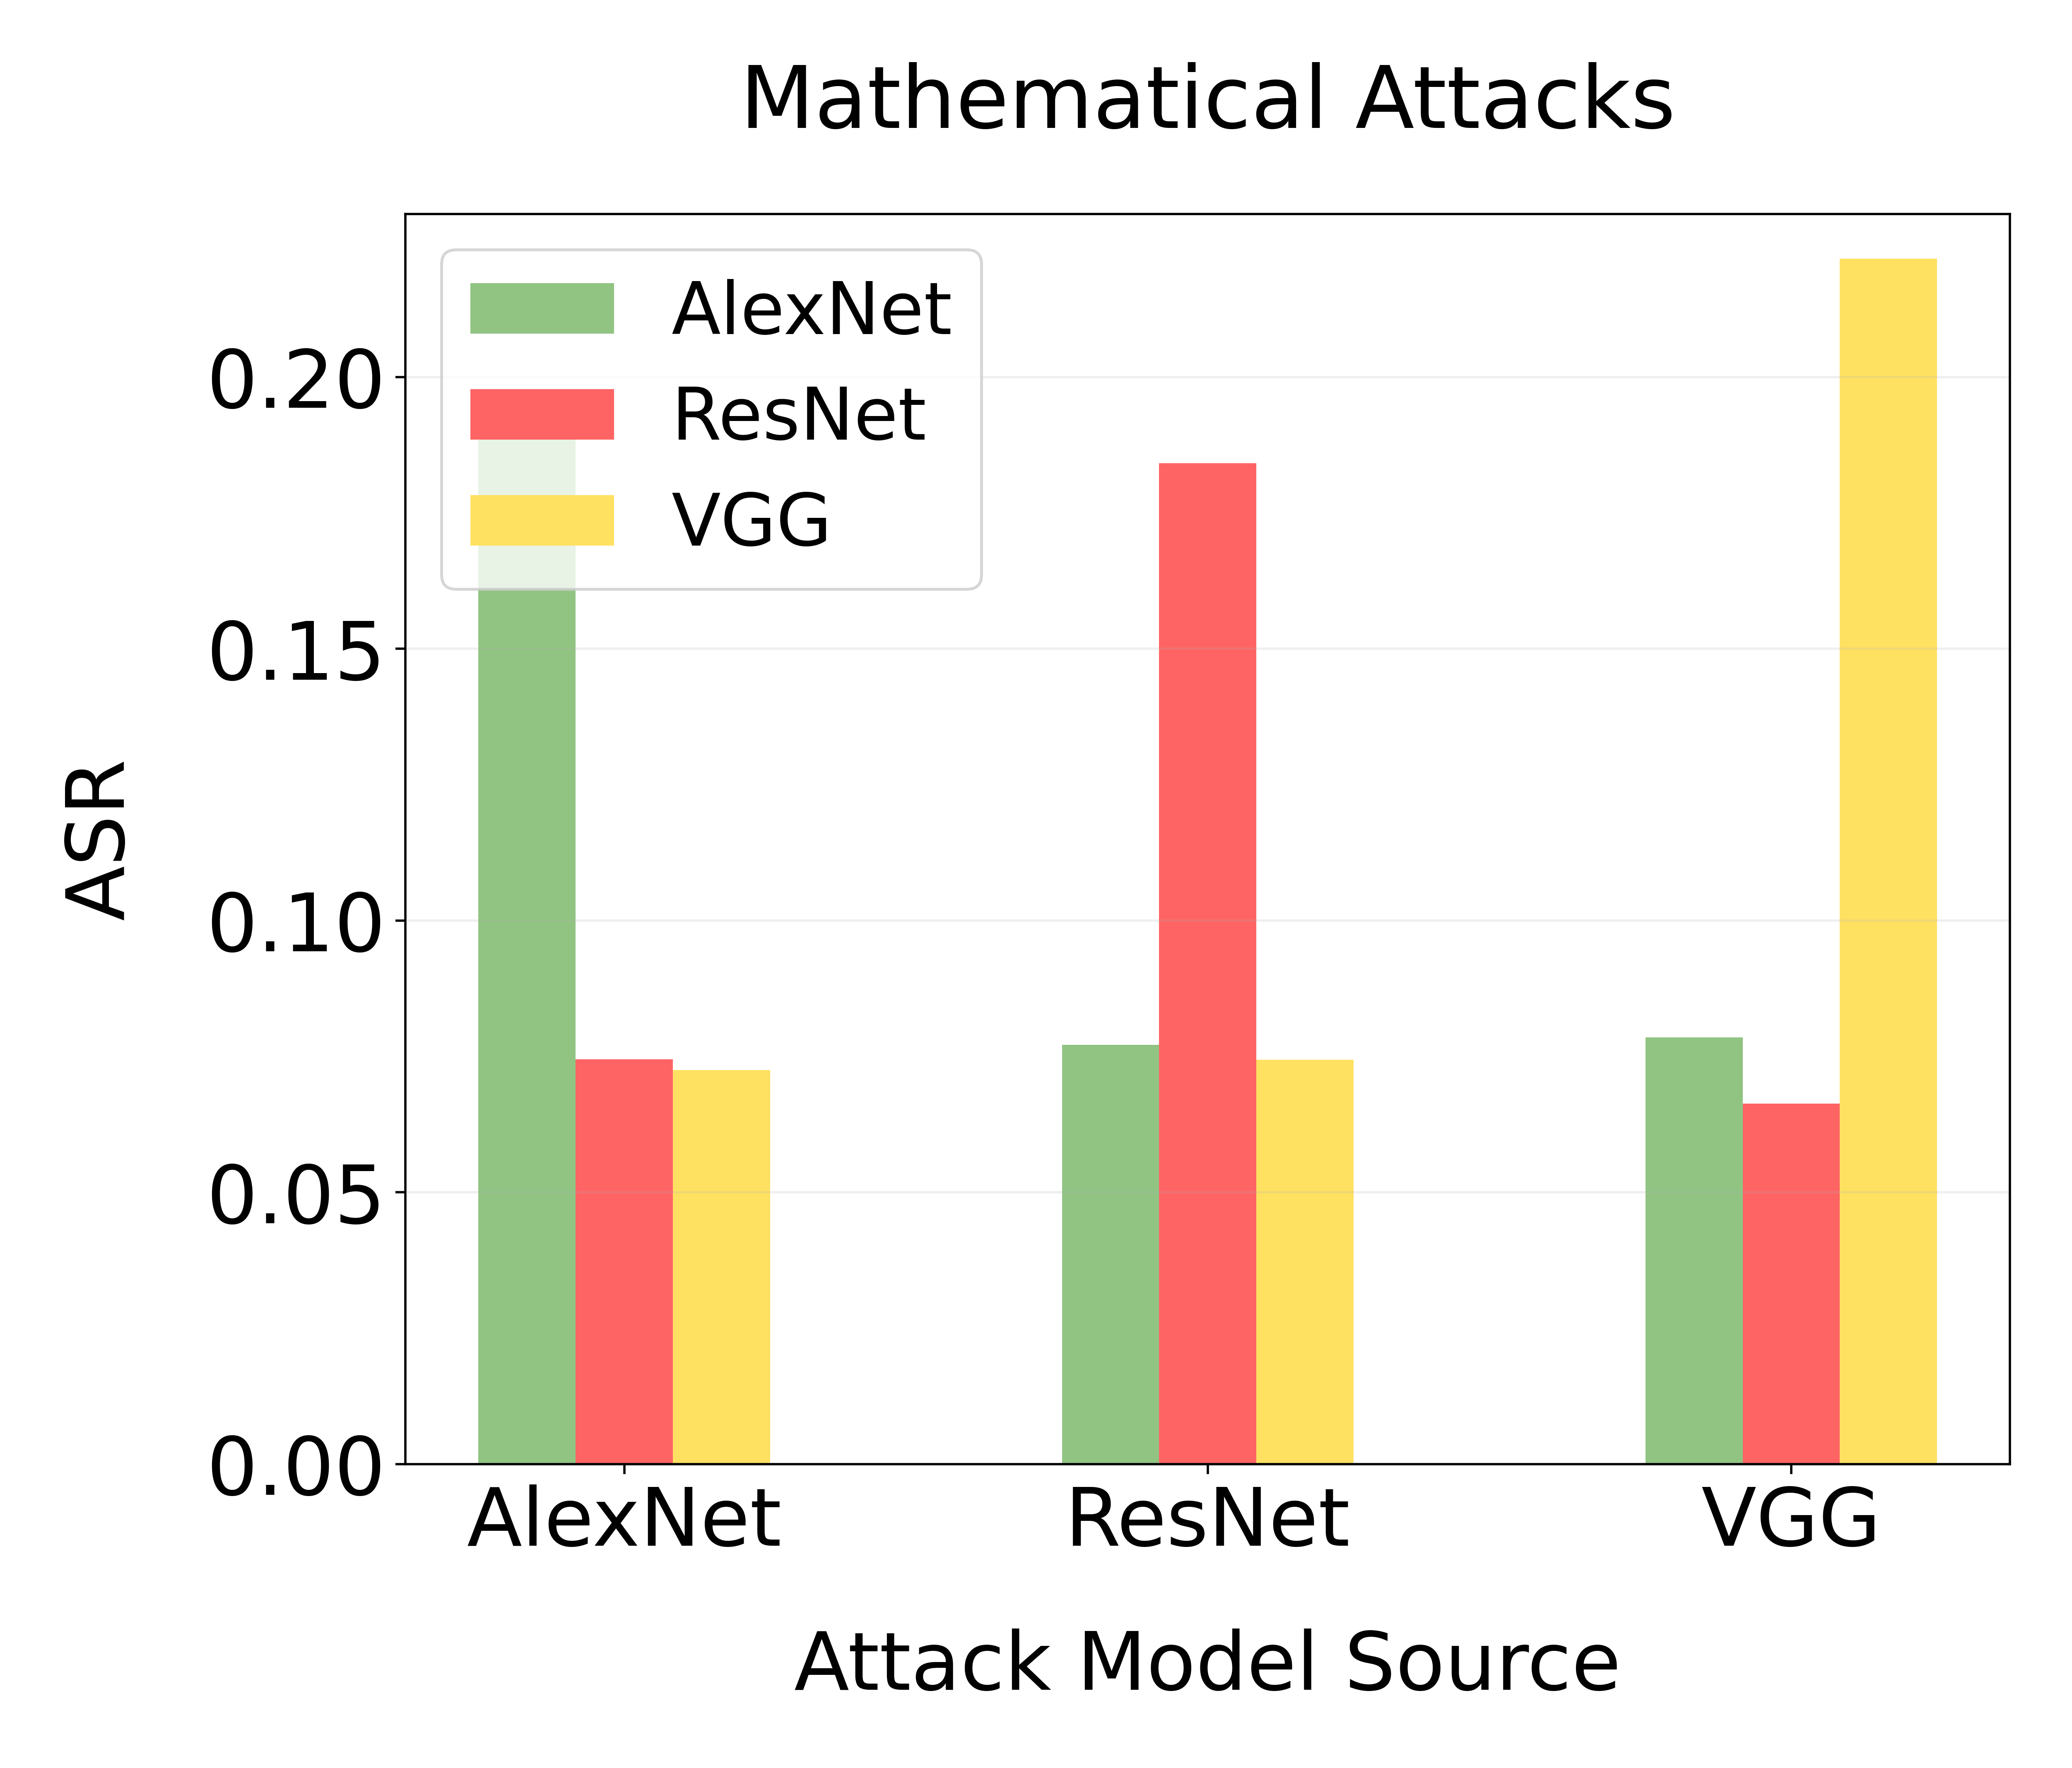 Mathematical Attacks
AlexNet
ResNet
VGG
0.20
0.15
0.10
0.05
0.00
ASR
AlexNet
ResNet
VGG
Attack Model Source